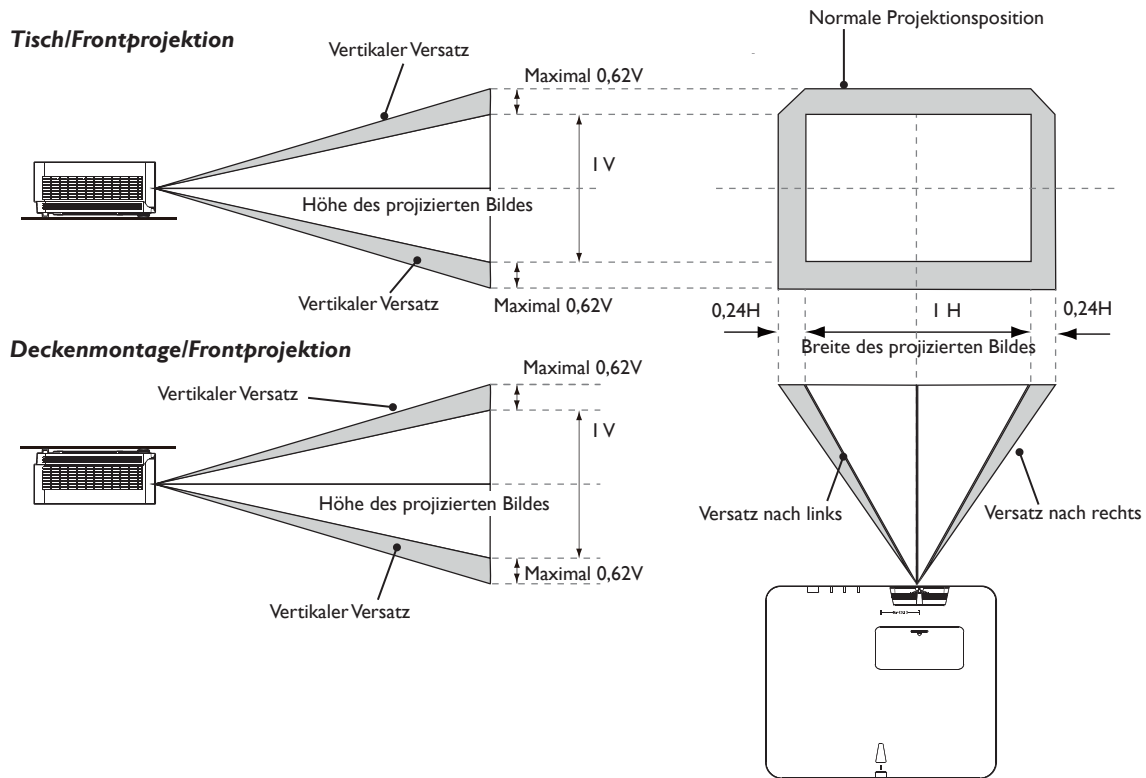 Tisch/Frontprojektion
Normale Projektionsposition
Vertikaler Versatz
Maximal 0,62V
1 V
Höhe des projizierten Bildes
Vertikaler Versatz
Maximal 0,62V
0,24H
1 H
0,24H
Breite des projizierten Bildes
Deckenmontage/Frontprojektion
Vertikaler Versatz
Maximal 0,62V
1 V
Höhe des projizierten Bildes
Versatz nach links
Versatz nach rechts
Maximal 0,62V
Vertikaler Versatz